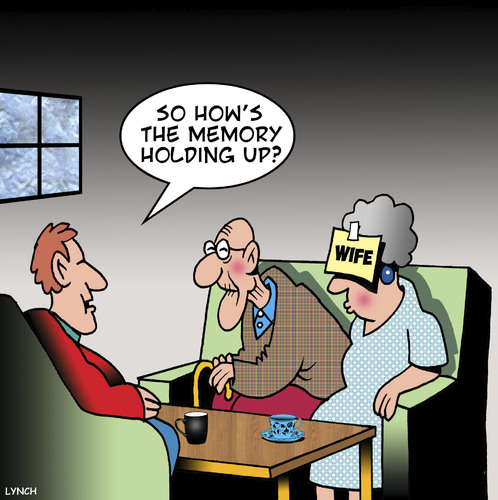 SO HOW'S
THE MEMORY
HOLDING UP?
WIFE
LYNCH